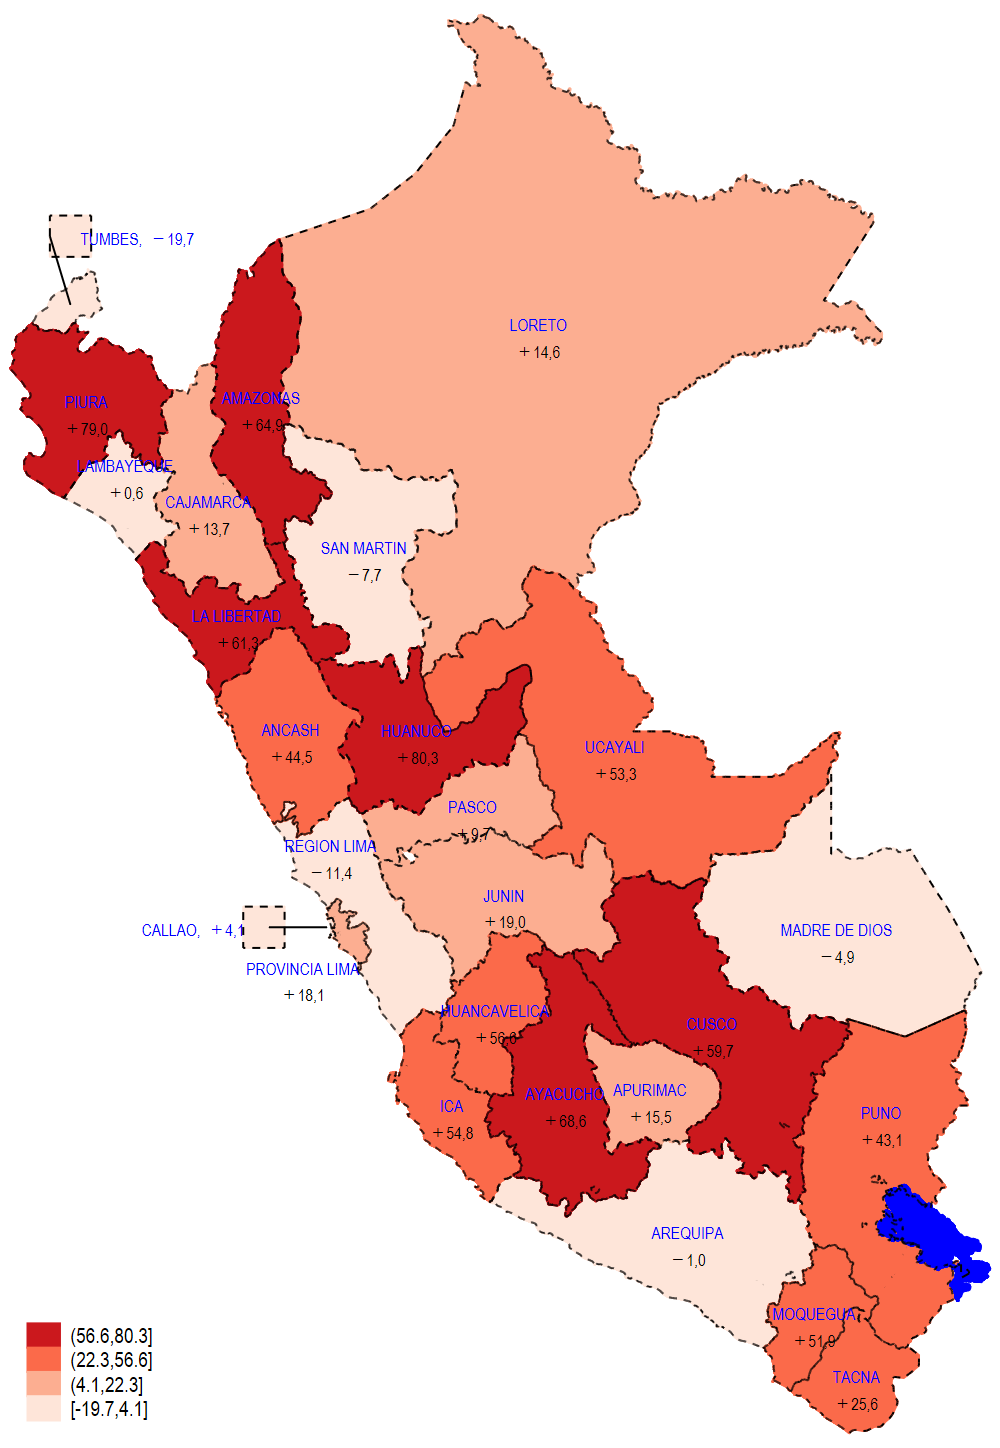 TUMBES, −19,7
LORETO
+14,6
AMAZONAS
+64,9
PIURA
+79,0
LAMBAYEQUE
+0,6
CAJAMARCA
+13,7
SAN MARTIN
−7,7
LA LIBERTAD
+61,3
ANCASH
+44,5
HUANUCO
+80,3
UCAYALI
+53,3
PASCO
+9,7
REGION LIMA
−11,4
JUNIN
+19,0
CALLAO, +4,1
MADRE DE DIOS
−4,9
PROVINCIA LIMA
+18,1
HUANCAVELICA
+56,6
CUSCO
+59,7
ICA
+54,8
AYACUCHO
+68,6
APURIMAC
+15,5
PUNO
+43,1
AREQUIPA
−1,0
MOQUEGUA
+51,9
TACNA
+25,6
(56.6,80.3]
(22.3,56.6]
(4.1,22.3]
[-19.7,4.1]